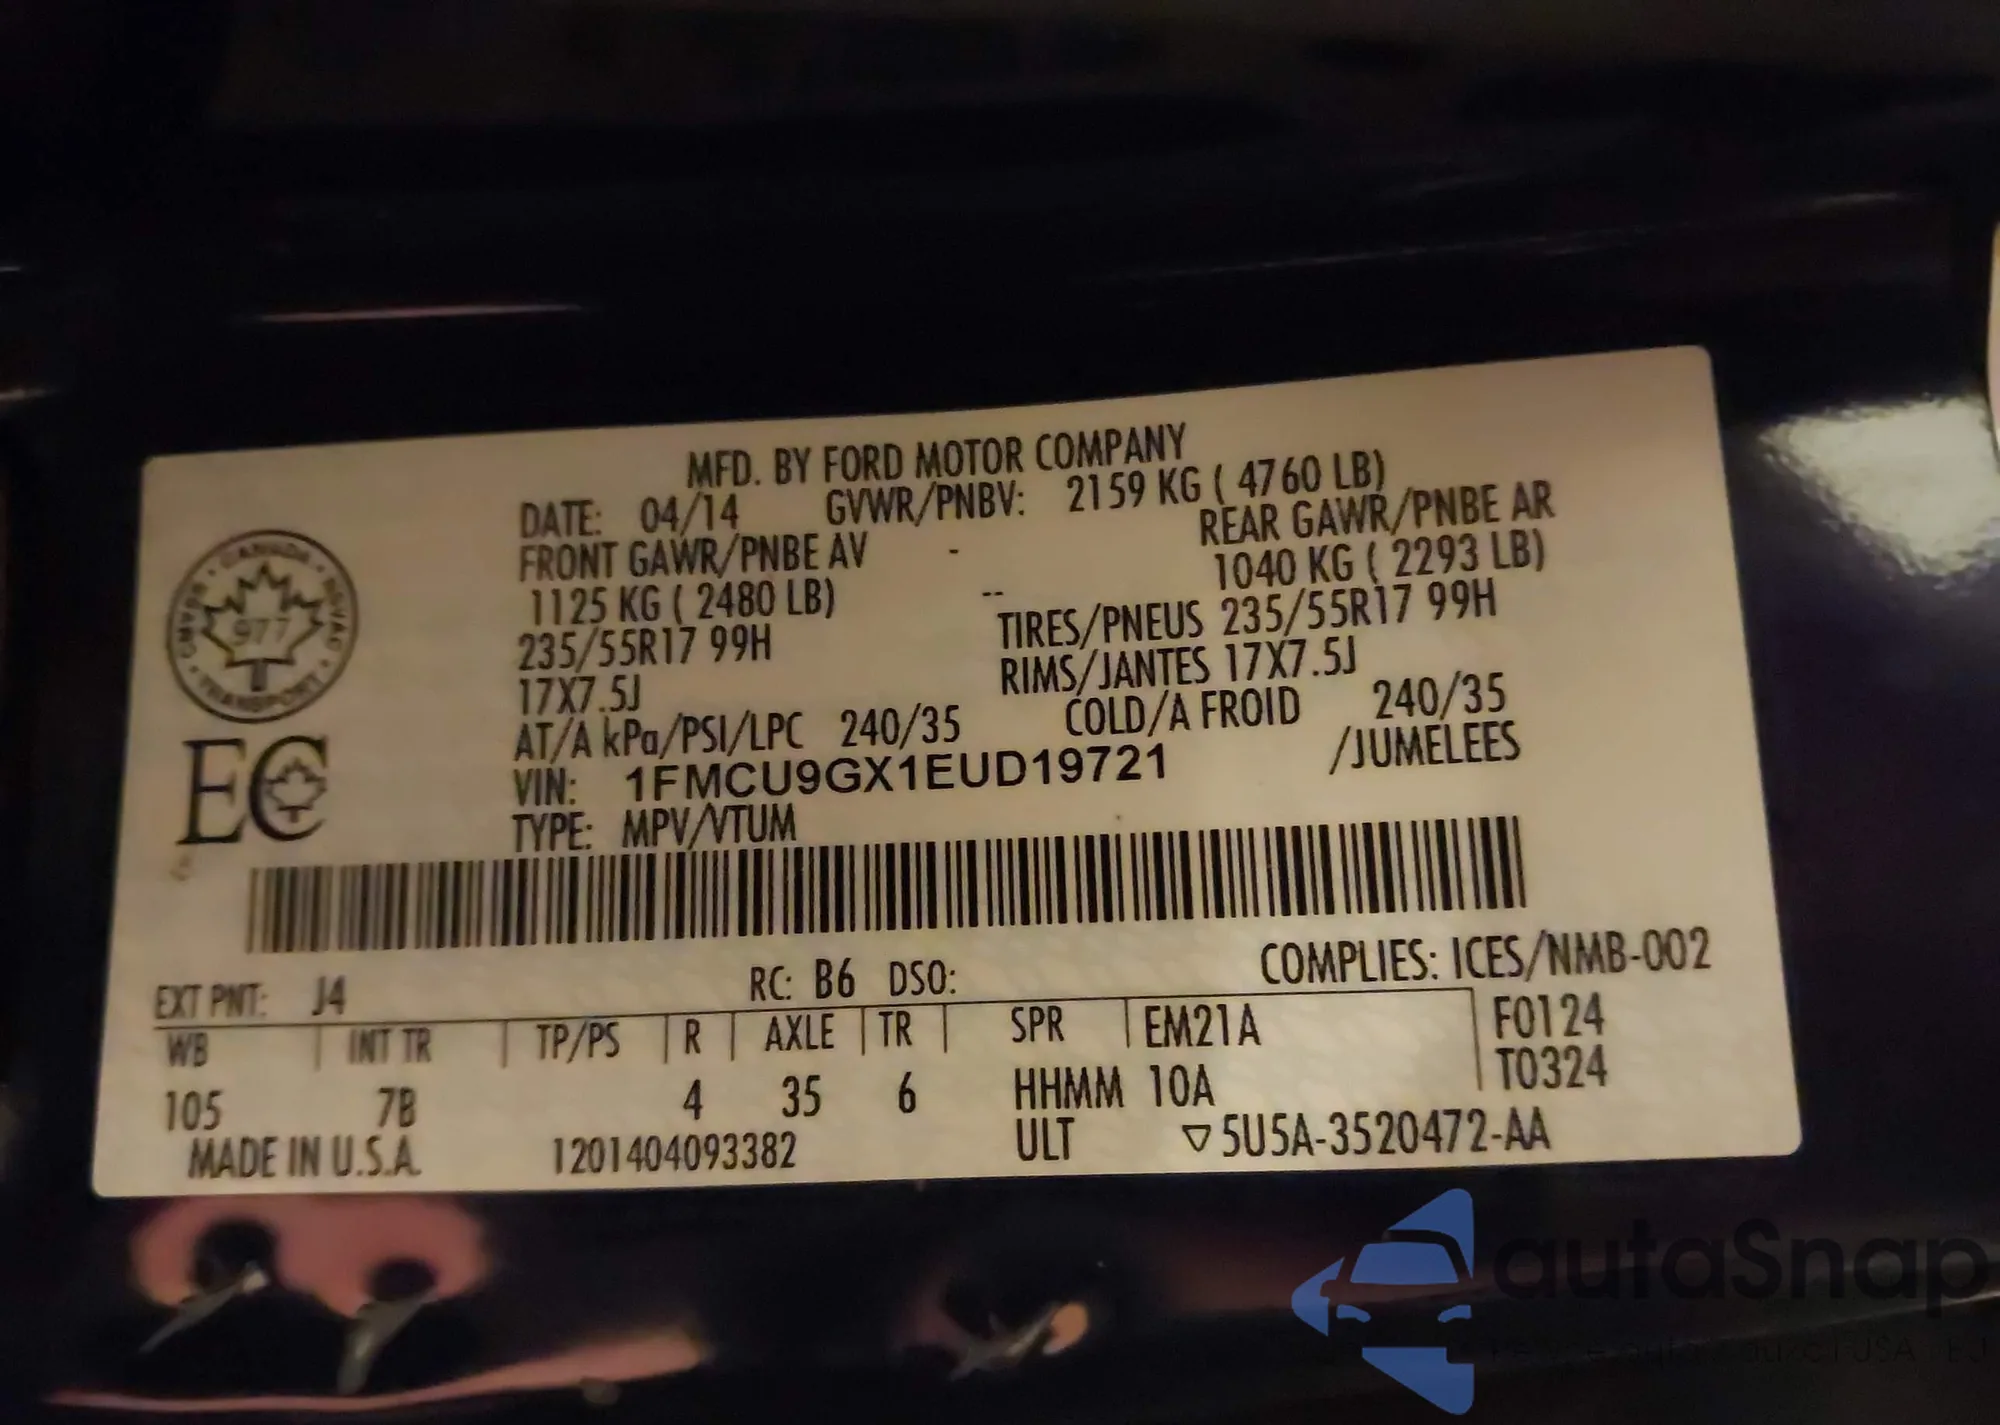 MFD. BY FORD MOTOR COMPANY
DATE: 04/14 GVWR/PNBV: 2159 KG ( 4760 LB)
FRONT GAWR/PNBE AV - REAR GAWR/PNBE AR
1125 KG ( 2480 LB) -- 1040 KG ( 2293 LB)
235/55R17 99H TIRES/PNEUS 235/55R17 99H
17X7.5J RIMS/JANTES 17X7.5J
AT/A kPa/PSI/LPC 240/35 COLD/A FROID 240/35
VIN: 1FMCU9GX1EUD19721 /JUMELEES
TYPE: MPV/VTUM
CANADA
977
TRANSPORT
EC
COMPLIES: ICES/NMB-002
EXT PNT: J4 RC: B6 DSO:
WB | INT TR | TP/PS | R | AXLE | TR | SPR | EM21A F0124
105 7B 4 35 6 HHMM 10A T0324
MADE IN U.S.A. 1201404093382 ULT ▽5U5A-3520472-AA
autaSnap